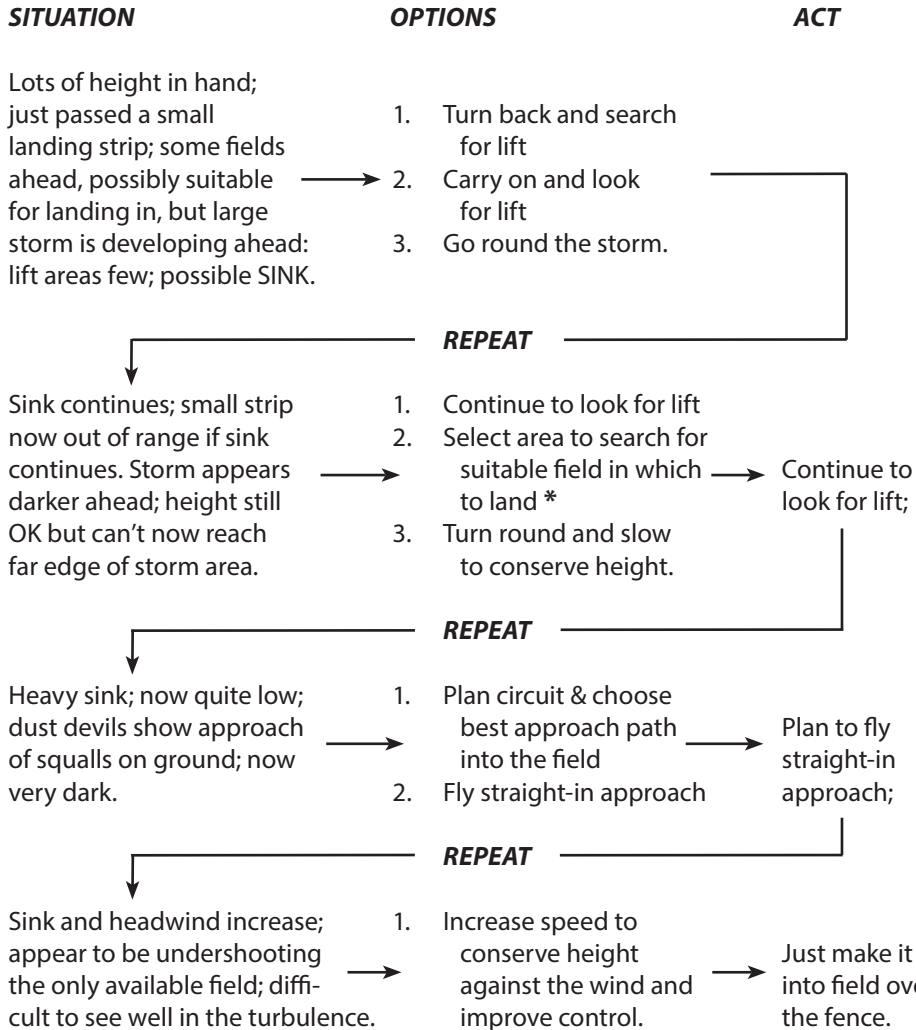 SITUATION OPTIONS ACT
Lots of height in hand;
just passed a small
landing strip; some fields
ahead, possibly suitable
for landing in, but large
storm is developing ahead:
lift areas few; possible SINK.
1. Turn back and search
for lift
2. Carry on and look
for lift
3. Go round the storm.
REPEAT
Sink continues; small strip
now out of range if sink
continues. Storm appears
darker ahead; height still
OK but can't now reach
far edge of storm area.
1. Continue to look for lift
2. Select area to search for
suitable field in which
to land *
3. Turn round and slow
to conserve height.
Continue to
look for lift;
REPEAT
Heavy sink; now quite low;
dust devils show approach
of squalls on ground; now
very dark.
1. Plan circuit & choose
best approach path
into the field
2. Fly straight-in approach
Plan to fly
straight-in
approach;
REPEAT
Sink and headwind increase;
appear to be undershooting
the only available field; diffi-
cult to see well in the turbulence.
1. Increase speed to
conserve height
against the wind and
improve control.
Just make it
into field
the fence.